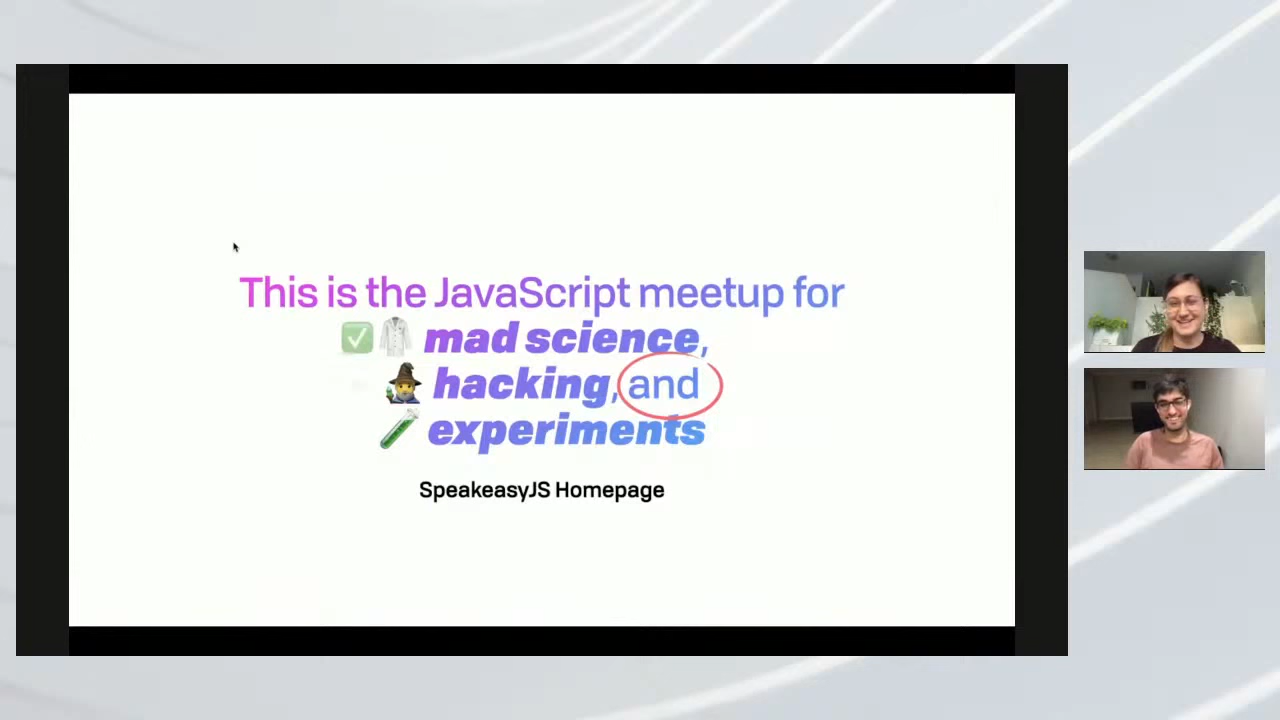 This is the JavaScript meetup for
✅🥼 mad science,
🧙‍♂️ hacking, and
🧪 experiments
SpeakeasyJS Homepage